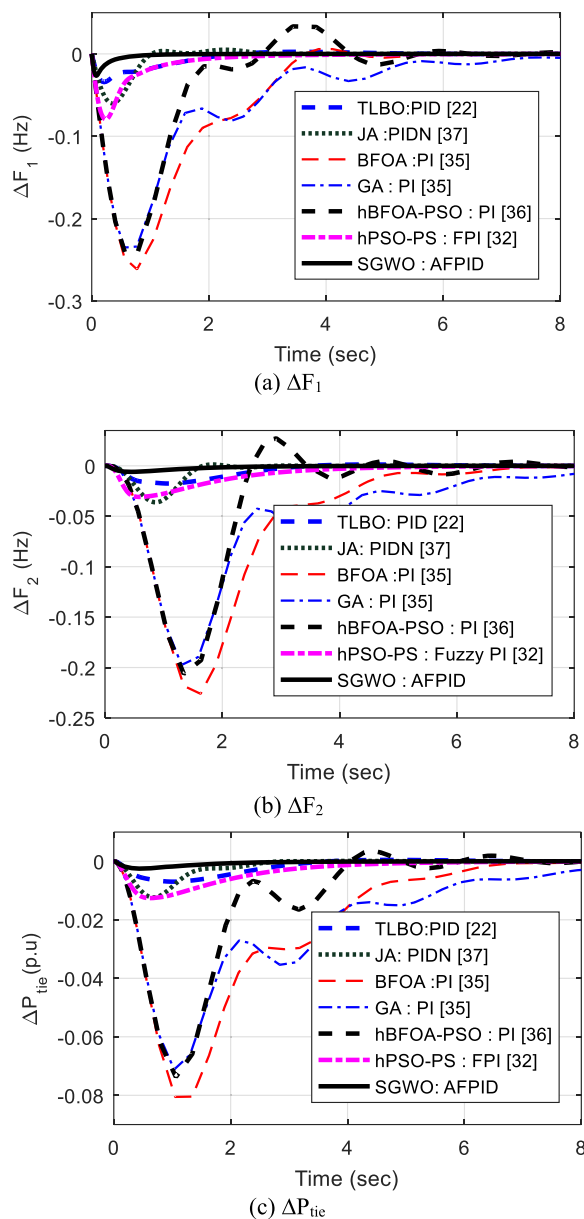 0
-0.1
-0.2
-0.3
ΔF1 (Hz)
TLBO:PID [22]
JA :PIDN [37]
BFOA :PI [35]
GA : PI [35]
hBFOA-PSO : PI [36]
hPSO-PS : FPI [32]
SGWO : AFPID
0 2 4 6 8
Time (sec)
(a) ΔF1
0
-0.05
-0.1
-0.15
-0.2
-0.25
ΔF2 (Hz)
TLBO: PID [22]
JA: PIDN [37]
BFOA :PI [35]
GA : PI [35]
hBFOA-PSO : PI [36]
hPSO-PS : Fuzzy PI [32]
SGWO : AFPID
0 2 4 6 8
Time (sec)
(b) ΔF2
0
-0.02
-0.04
-0.06
-0.08
ΔPtie(p.u)
TLBO:PID [22]
JA: PIDN [37]
BFOA :PI [35]
GA : PI [35]
hBFOA-PSO : PI [36]
hPSO-PS : FPI [32]
SGWO: AFPID
0 2 4 6 8
Time (sec)
(c) ΔPtie